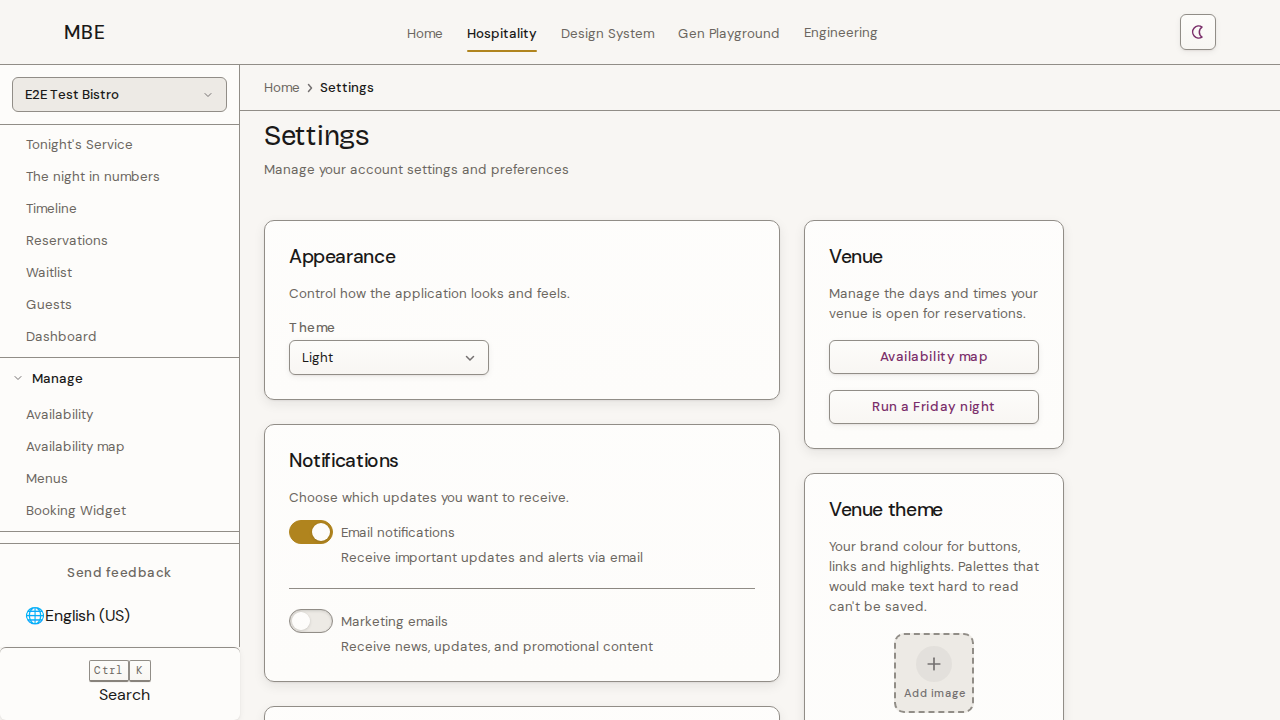 MBE
Home
Hospitality
Design System
Gen Playground
Engineering
E2E Test Bistro
Tonight's Service
The night in numbers
Timeline
Reservations
Waitlist
Guests
Dashboard
Manage
Availability
Availability map
Menus
Booking Widget
Send feedback
English (US)
Ctrl K
Search
Home
Settings
Settings
Manage your account settings and preferences
Appearance
Control how the application looks and feels.
Theme
Light
Notifications
Choose which updates you want to receive.
Email notifications
Receive important updates and alerts via email
Marketing emails
Receive news, updates, and promotional content
Venue
Manage the days and times your
venue is open for reservations.
Availability map
Run a Friday night
Venue theme
Your brand colour for buttons,
links and highlights. Palettes that
would make text hard to read
can't be saved.
Add image